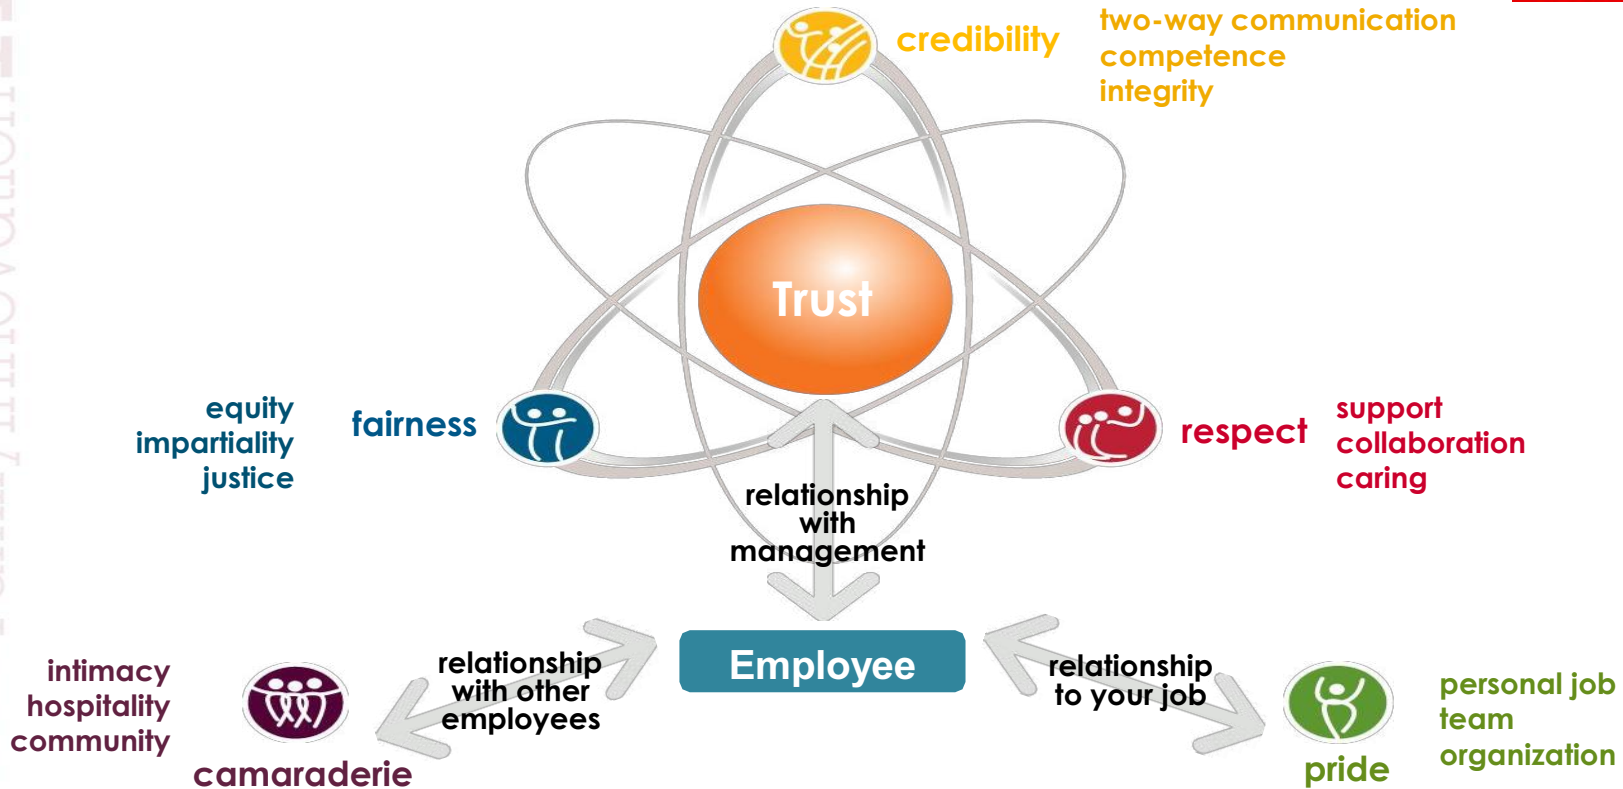 credibility
two-way communication
competence
integrity
Trust
equity
impartiality
justice
fairness
respect
support
collaboration
caring
relationship
with
management
Employee
intimacy
hospitality
community
camaraderie
relationship
with other
employees
relationship
to your job
pride
personal job
team
organization